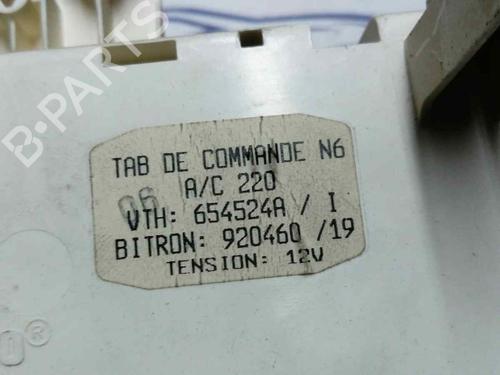 TAB DE COMMANDE N6
A/C 220
06
VTH: 654524A / I
BITRON: 920460 /19
TENSION: 12V
B-PARTS